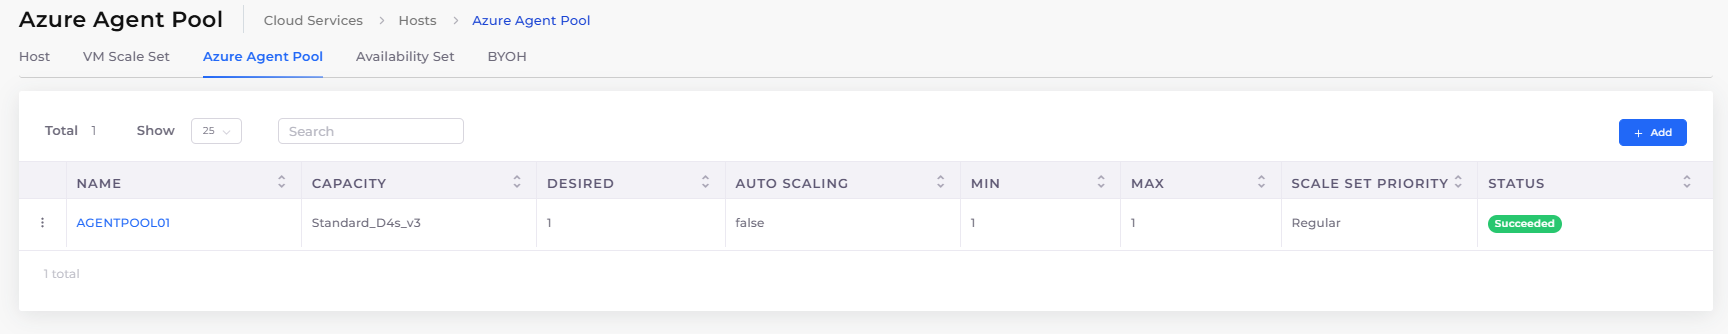 Azure Agent Pool Cloud Services > Hosts > Azure Agent Pool
Host VM Scale Set Azure Agent Pool Availability Set BYOH
Total 1 Show 25 Search + Add
NAME CAPACITY DESIRED AUTO SCALING MIN MAX SCALE SET PRIORITY STATUS
AGENTPOOL01 Standard_D4s_v3 1 false 1 1 Regular Succeeded
1 total